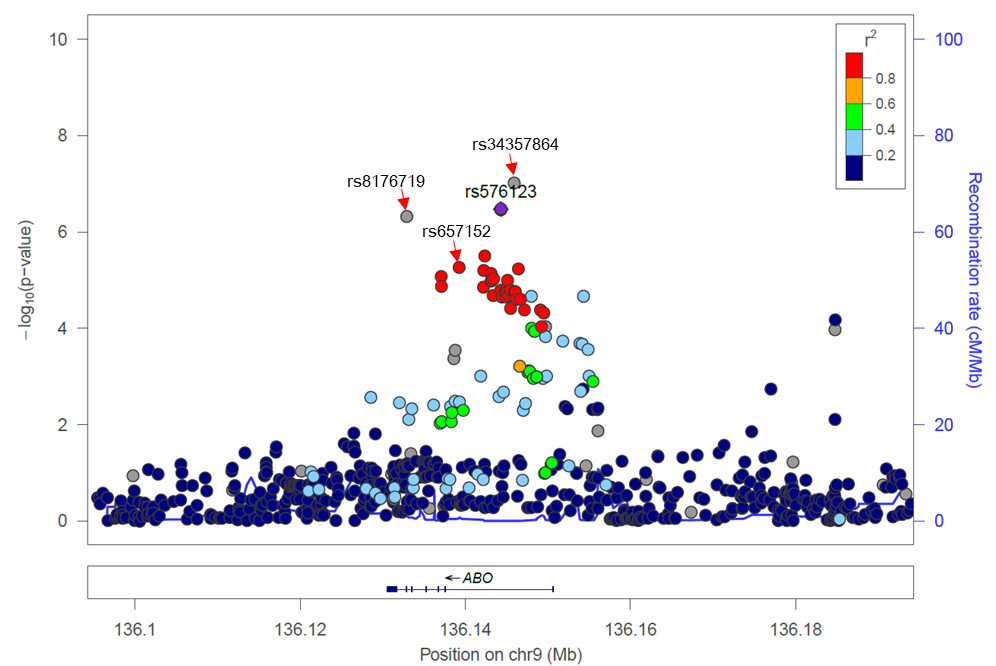 10
8
6
4
2
0
−log10(p−value)
100
80
60
40
20
0
Recombination rate (cM/Mb)
r2
0.8
0.6
0.4
0.2
rs34357864
rs8176719
rs576123
rs657152
←ABO
136.1
136.12
136.14
136.16
136.18
Position on chr9 (Mb)